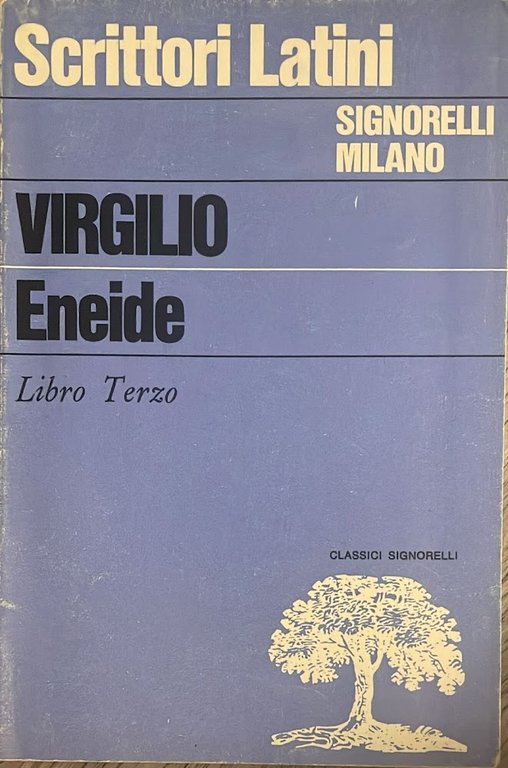 Scrittori Latini
SIGNORELLI
MILANO
VIRGILIO
Eneide
Libro Terzo
CLASSICI SIGNORELLI